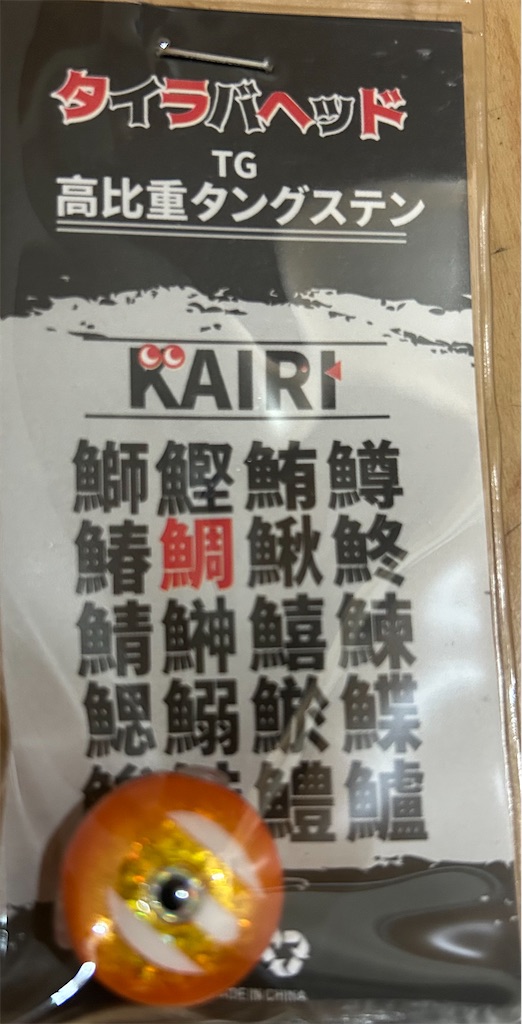 タイラバヘッド
TG
高比重タングステン
KAIRI
鰤鰹鮪鱒
鰆鯛鰍鮗
鯖鰰鱚鰊
鰓鰯鯲鰈
鱧鱸
MADE IN CHINA